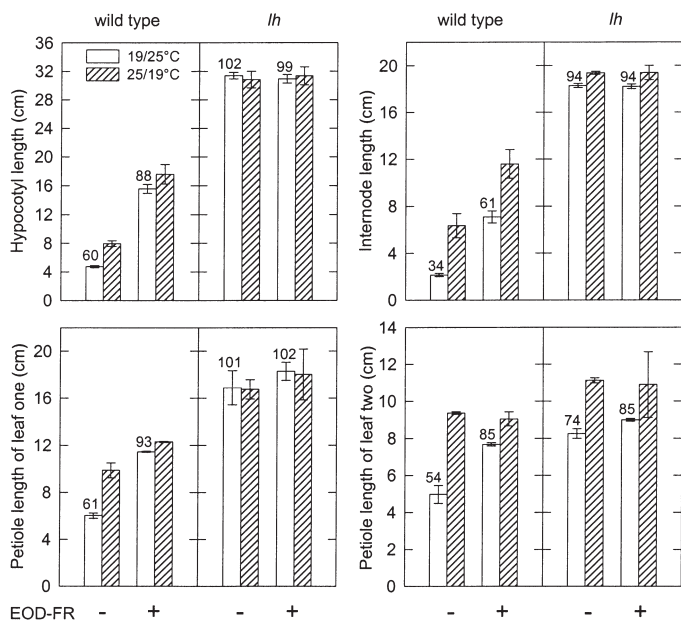 wild type lh wild type lh
19/25°C
25/19°C
Hypocotyl length (cm)
36
32
28
24
20
16
12
8
4
0
60 88 102 99
Internode length (cm)
20
16
12
8
4
0
34 61 94 94
Petiole length of leaf one (cm)
20
16
12
8
4
0
61 93 101 102
Petiole length of leaf two (cm)
14
12
10
8
6
4
2
0
54 85 74 85
EOD-FR - + - + - + - +